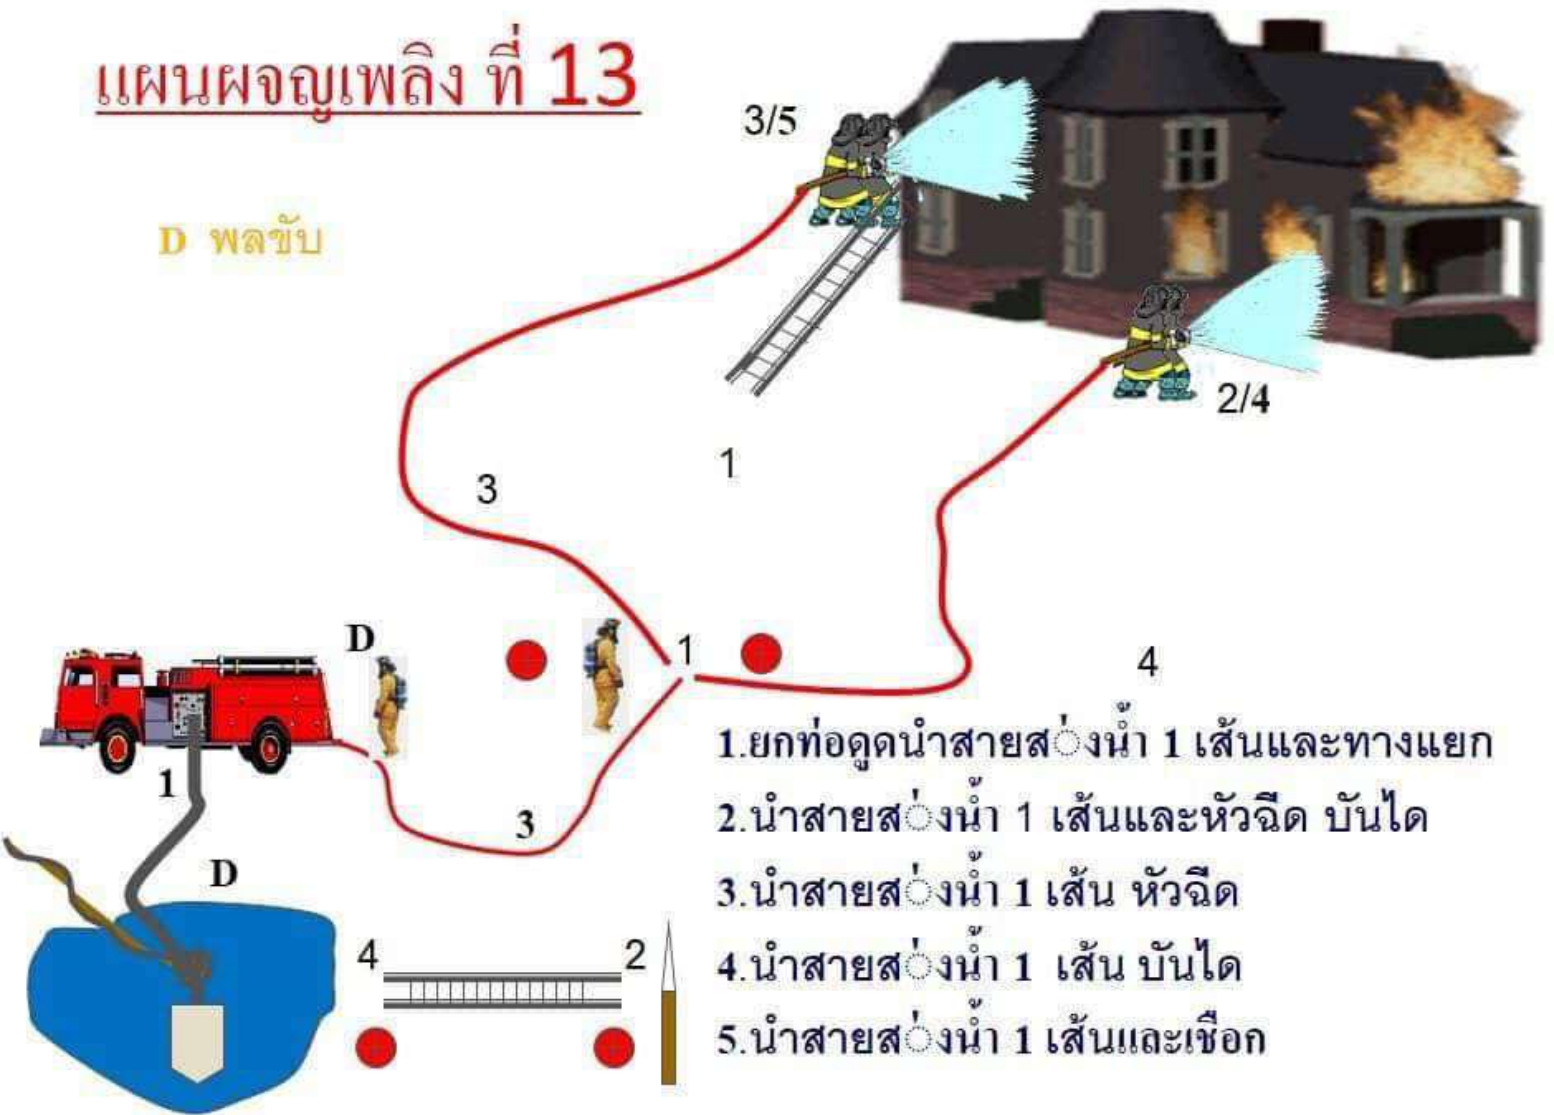 แผนผจญเพลิง ที่ 13
3/5
D พลขับ
2/4
1
3
D
1
4
1.ยกท่อดูดนำสายส่งน้ำ 1 เส้นและทางแยก
1
2.นำสายส่งน้ำ 1 เส้นและหัวฉีด บันได
3
D
3.นำสายส่งน้ำ 1 เส้น หัวฉีด
4
2
4.นำสายส่งน้ำ 1 เส้น บันได
5.นำสายส่งน้ำ 1 เส้นและเชือก